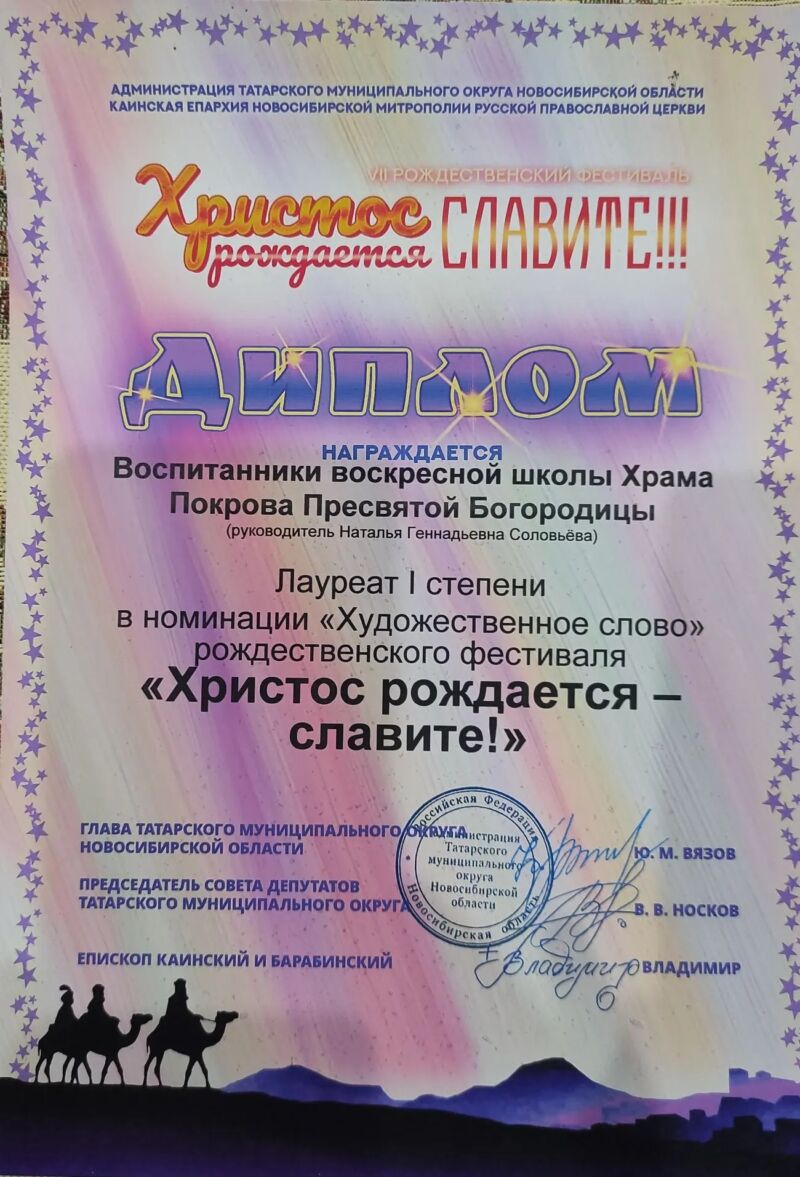 АДМИНИСТРАЦИЯ ТАТАРСКОГО МУНИЦИПАЛЬНОГО ОКРУГА НОВОСИБИРСКОЙ ОБЛАСТИ
КАИНСКАЯ ЕПАРХИЯ НОВОСИБИРСКОЙ МИТРОПОЛИИ РУССКОЙ ПРАВОСЛАВНОЙ ЦЕРКВИ
VII РОЖДЕСТВЕНСКИЙ ФЕСТИВАЛЬ
Христос
рождается
СЛАВИТЕ!!!
ДИПЛОМ
НАГРАЖДАЕТСЯ
Воспитанники воскресной школы Храма
Покрова Пресвятой Богородицы
(руководитель Наталья Геннадьевна Соловьёва)
Лауреат I степени
в номинации «Художественное слово»
рождественского фестиваля
«Христос рождается –
славите!»
ГЛАВА ТАТАРСКОГО МУНИЦИПАЛЬНОГО ОКРУГА
НОВОСИБИРСКОЙ ОБЛАСТИ
Ю. М. ВЯЗОВ
ПРЕДСЕДАТЕЛЬ СОВЕТА ДЕПУТАТОВ
ТАТАРСКОГО МУНИЦИПАЛЬНОГО ОКРУГА
В. В. НОСКОВ
ЕПИСКОП КАИНСКИЙ И БАРАБИНСКИЙ
Владимир
ВЛАДИМИР
Российская Федерация
Администрация
Татарского
муниципального
округа
Новосибирской
области
Новосибирская область